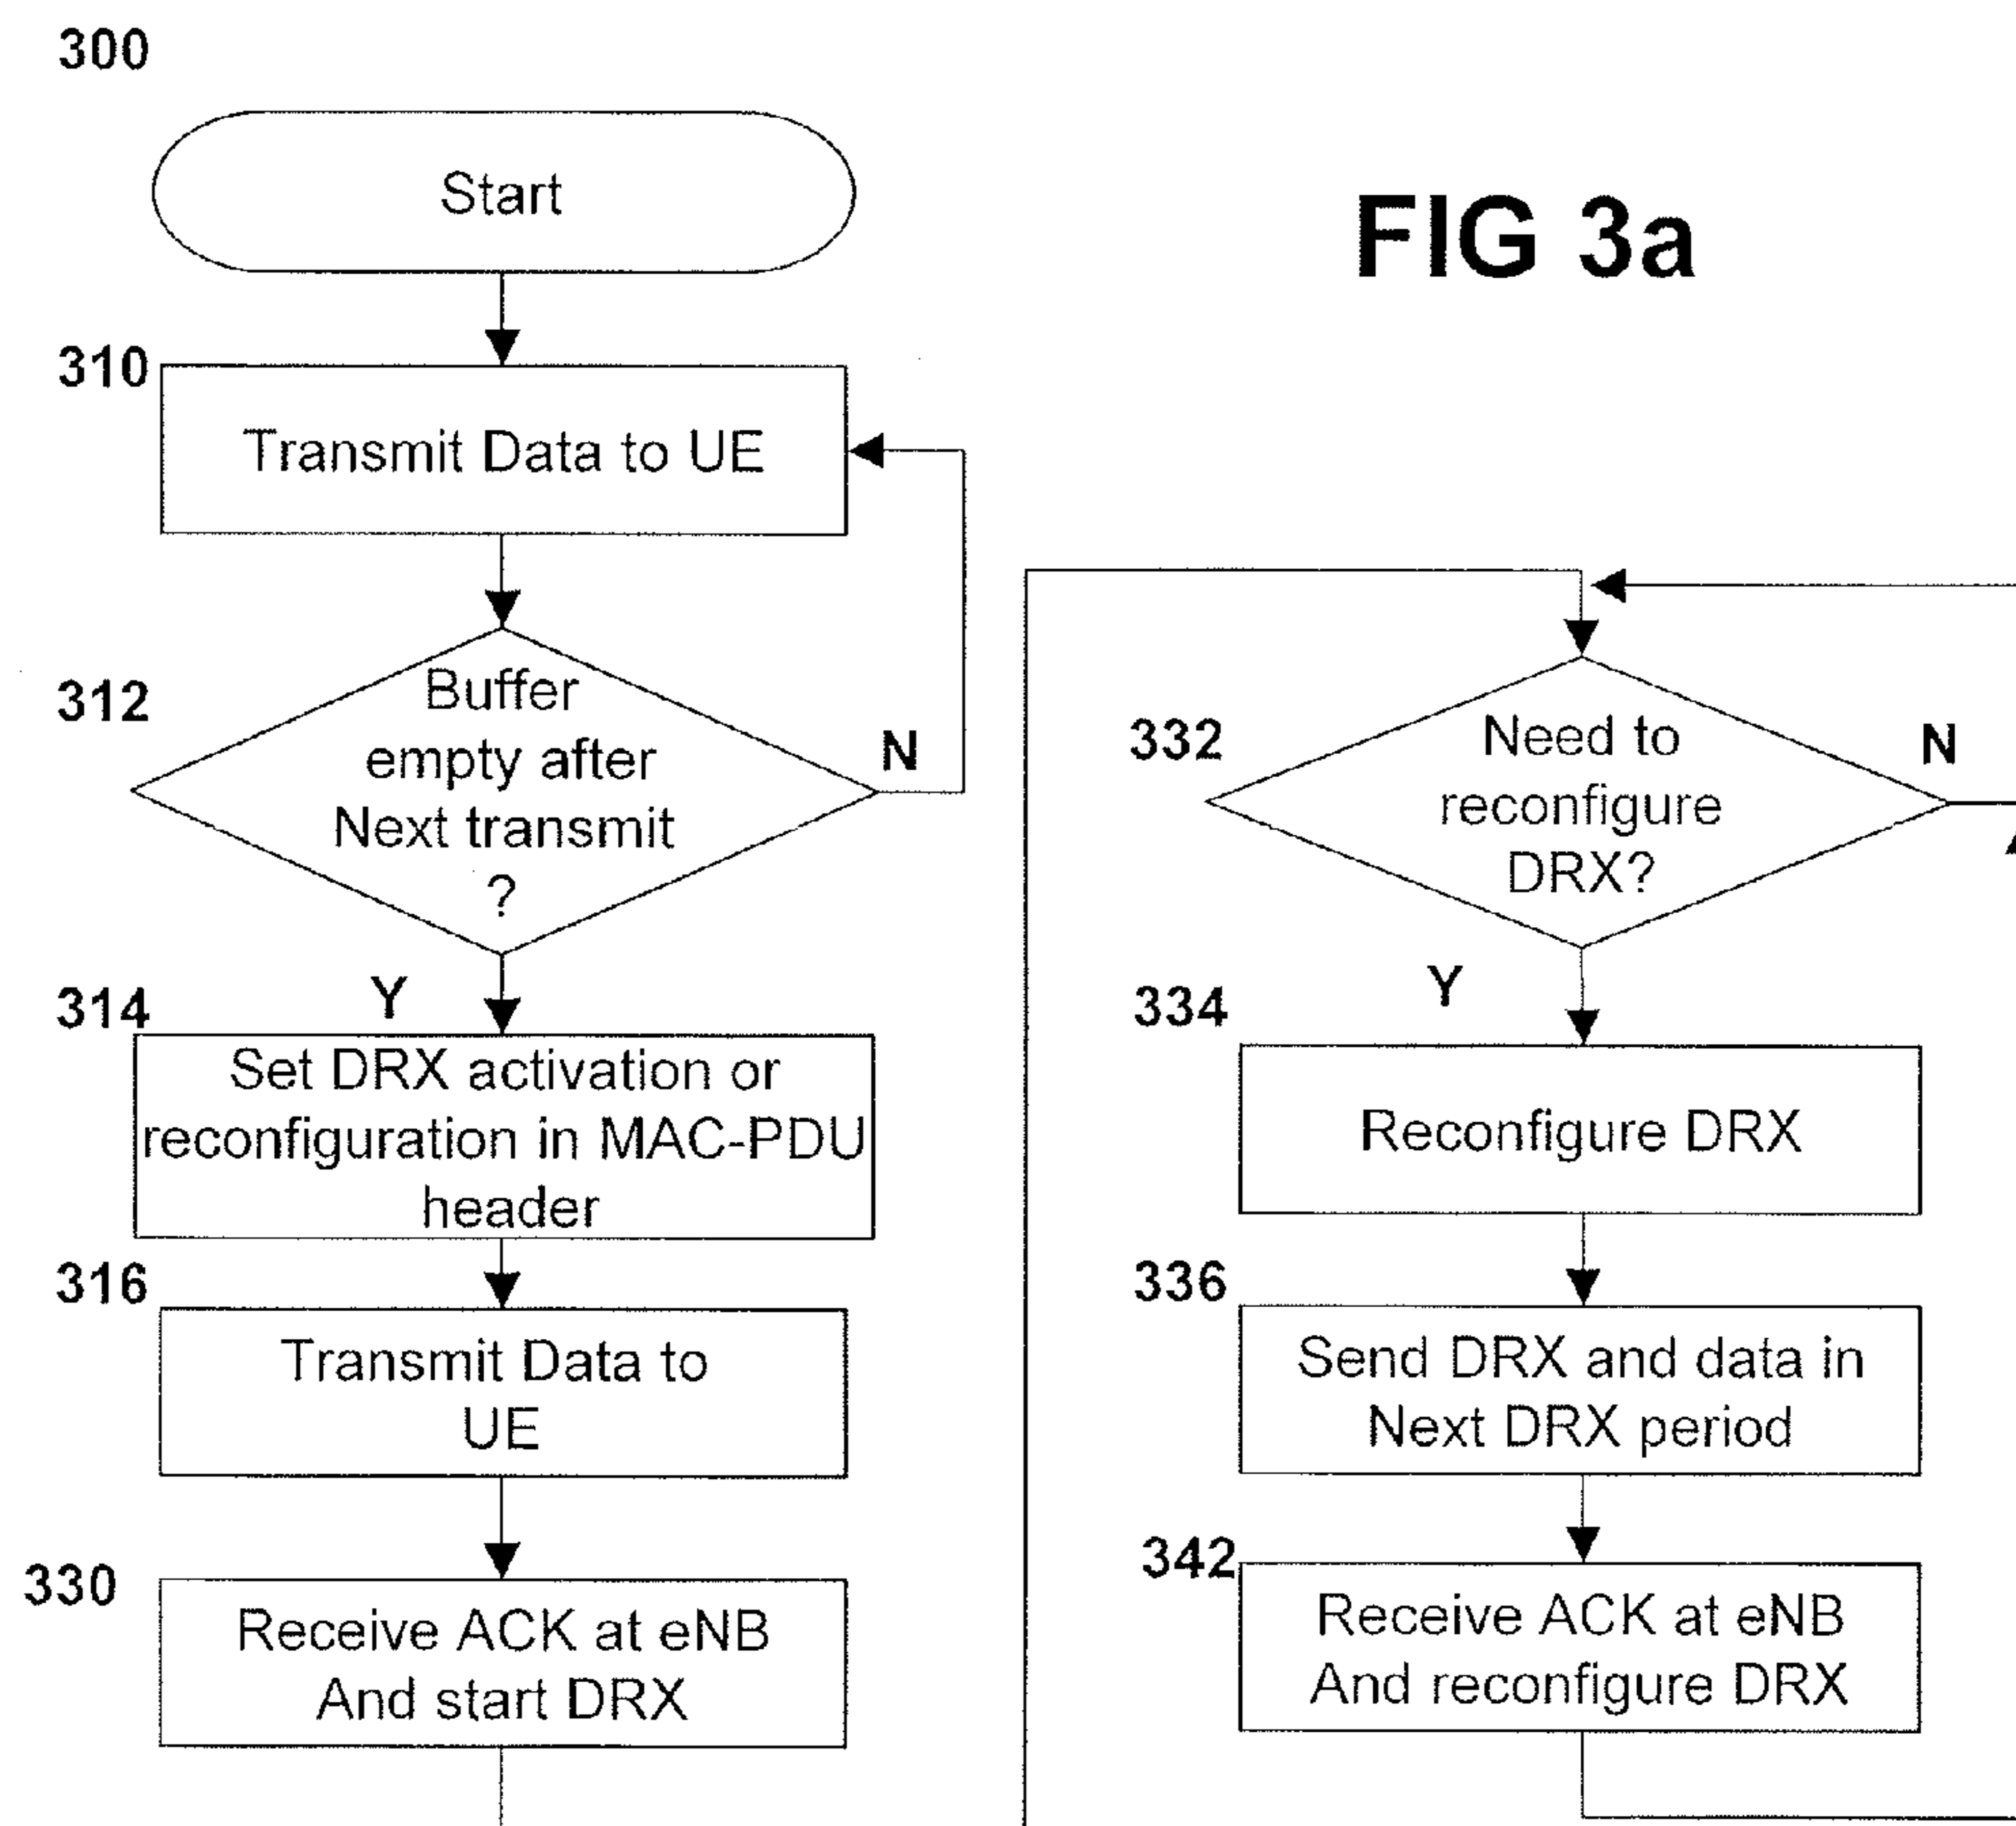 300
Start
FIG 3a
310
Transmit Data to UE
312
Buffer
empty after
Next transmit
?
N
Y
314
Set DRX activation or
reconfiguration in MAC-PDU
header
316
Transmit Data to
UE
330
Receive ACK at eNB
And start DRX
332
Need to
reconfigure
DRX?
N
Y
334
Reconfigure DRX
336
Send DRX and data in
Next DRX period
342
Receive ACK at eNB
And reconfigure DRX